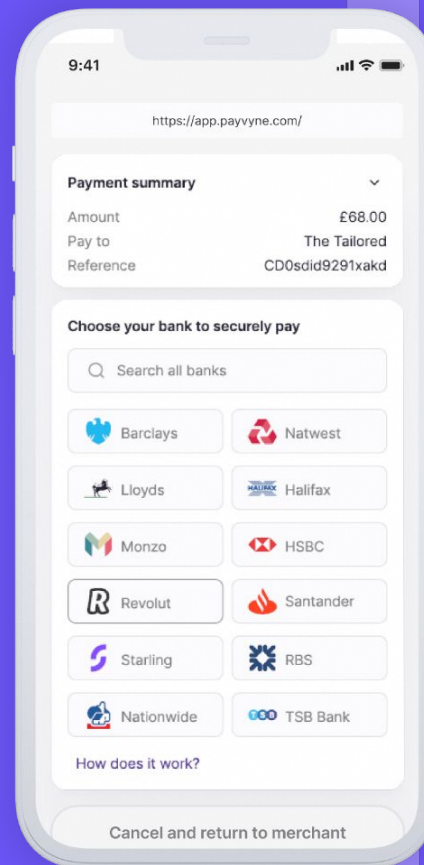 9:41
https://app.payvyne.com/
Payment summary
Amount £68.00
Pay to The Tailored
Reference CD0sdid9291xakd
Choose your bank to securely pay
Search all banks
Barclays Natwest
Lloyds HALIFAX Halifax
Monzo HSBC
R Revolut Santander
Starling RBS
Nationwide TSB TSB Bank
How does it work?
Cancel and return to merchant